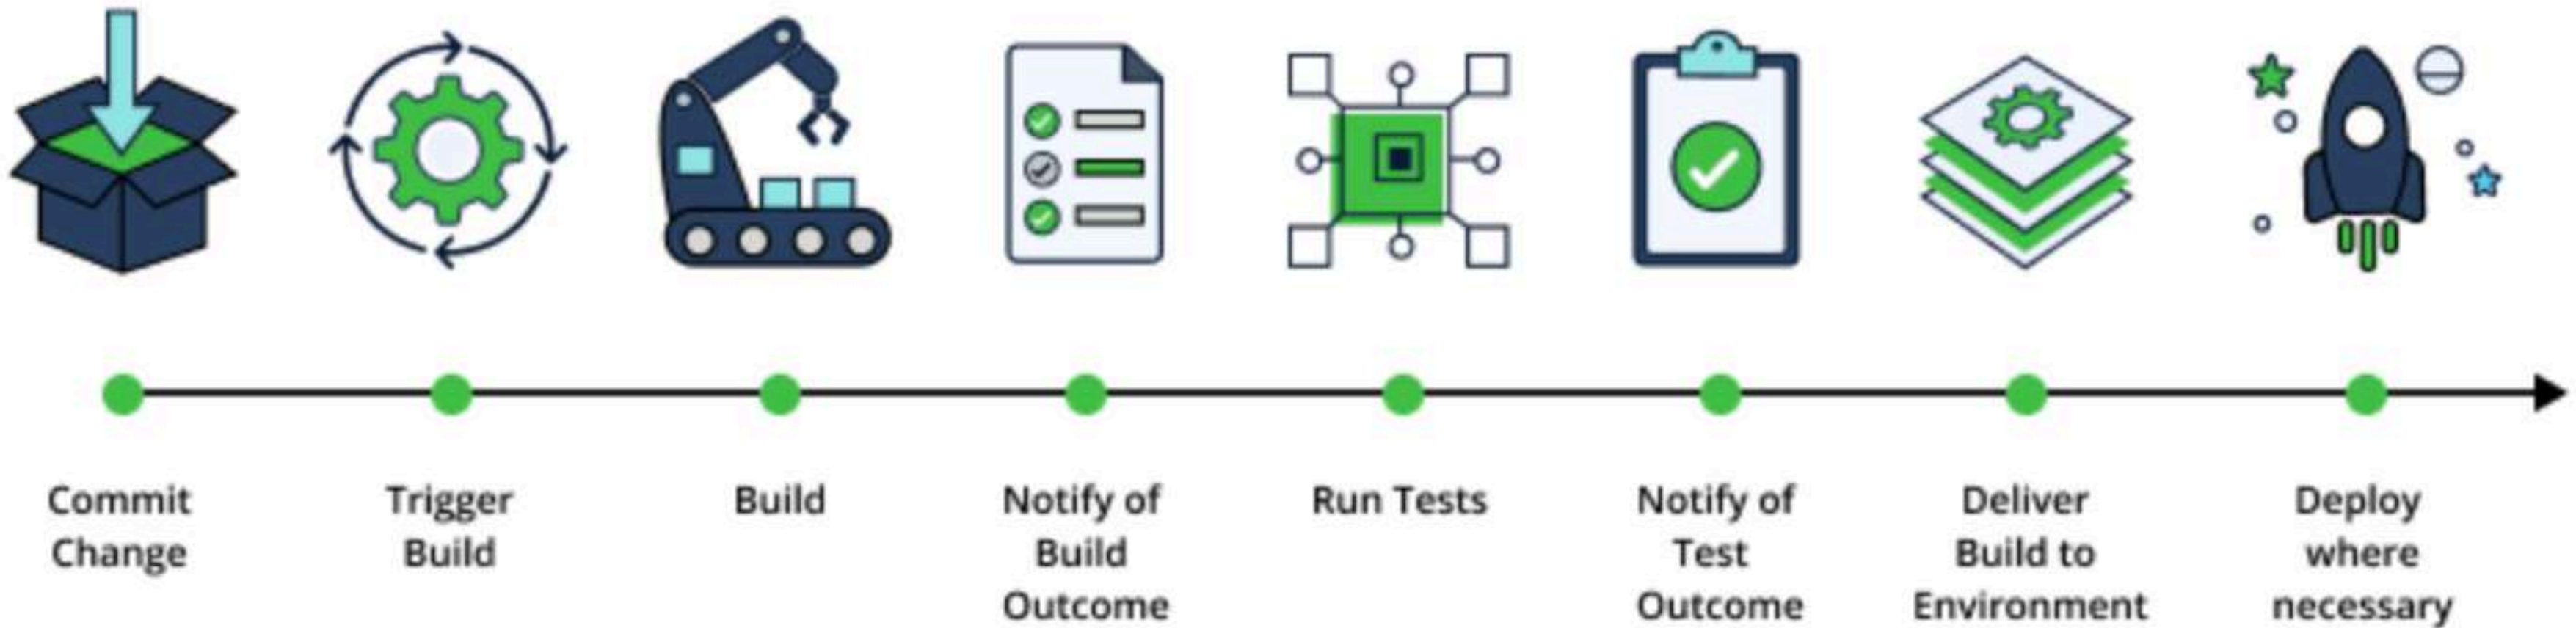 Commit
Change
Trigger
Build
Build
Notify of
Build
Outcome
Run Tests
Notify of
Test
Outcome
Deliver
Build to
Environment
Deploy
where
necessary